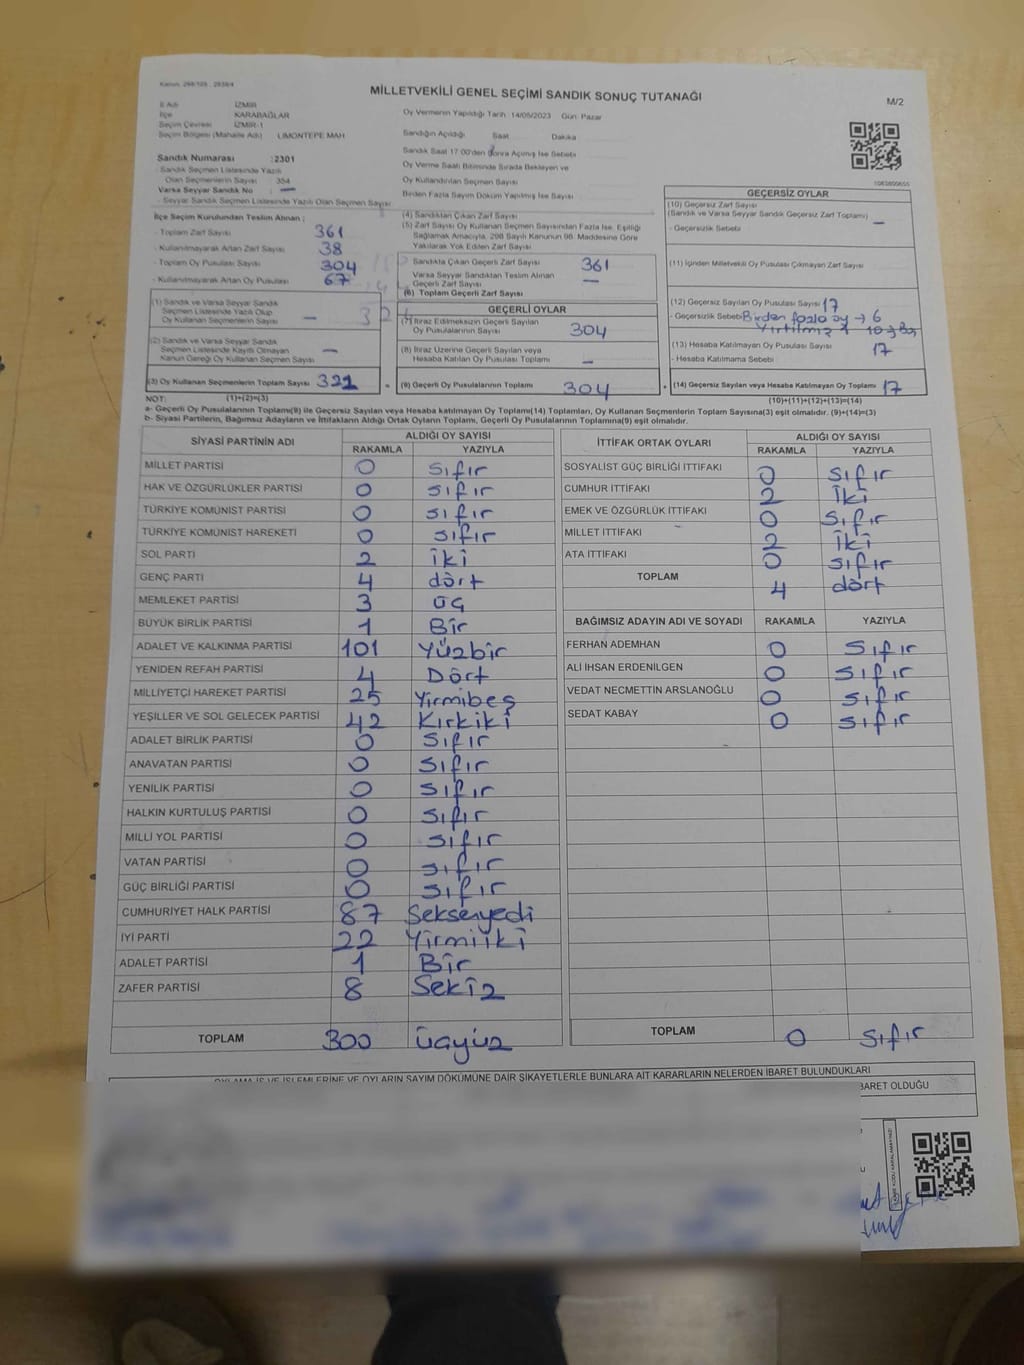 Kanun, 298/105 , 2839/4
MİLLETVEKİLİ GENEL SEÇİMİ SANDIK SONUÇ TUTANAĞI
M/2
İl Adı İZMİR
İlçe KARABAĞLAR
Seçim Çevresi İZMİR-1
Seçim Bölgesi (Mahalle Adı) LİMONTEPE MAH
Sandık Numarası :2301
- Sandık Seçmen Listesinde Yazılı
Olan Seçmenlerin Sayısı 354
Varsa Seyyar Sandık No : —
- Seyyar Sandık Seçmen Listesinde Yazılı Olan Seçmen Sayısı
Oy Vermenin Yapıldığı Tarih 14/05/2023 Gün: Pazar
Sandığın Açıldığı Saat Dakika
Sandık Saat 17:00'den Sonra Açılmış İse Sebebi
Oy Verme Saati Bitiminde Sırada Bekleyen ve
Oy Kullandırılan Seçmen Sayısı
Birden Fazla Sayım Döküm Yapılmış İse Sayısı
İlçe Seçim Kurulundan Teslim Alınan ;
- Toplam Zarf Sayısı 361
- Kullanılmayarak Artan Zarf Sayısı 38
- Toplam Oy Pusulası Sayısı 304
- Kullanılmayarak Artan Oy Pusulası 67
(1) Sandık ve Varsa Seyyar Sandık
Seçmen Listesinde Yazılı Olup
Oy Kullanan Seçmenlerin Sayısı —
(2) Sandık ve Varsa Seyyar Sandık
Seçmen Listesinde Kayıtlı Olmayan
Kanun Gereği Oy Kullanan Seçmen Sayısı —
(3) Oy Kullanan Seçmenlerin Toplam Sayısı 321
(4) Sandıktan Çıkan Zarf Sayısı
(5) Zarf Sayısı Oy Kullanan Seçmen Sayısından Fazla İse, Eşitliği
Sağlamak Amacıyla, 298 Sayılı Kanunun 98. Maddesine Göre
Yakılarak Yok Edilen Zarf Sayısı
Sandıkta Çıkan Geçerli Zarf Sayısı 361
Varsa Seyyar Sandıktan Teslim Alınan
Geçerli Zarf Sayısı —
(6) Toplam Geçerli Zarf Sayısı
GEÇERLİ OYLAR
(7) İtiraz Edilmeksizin Geçerli Sayılan
Oy Pusulalarının Sayısı 304
(8) İtiraz Üzerine Geçerli Sayılan veya
Hesaba Katılan Oy Pusulası Toplamı —
= (9) Geçerli Oy Pusulalarının Toplamı 304
1063800655
GEÇERSİZ OYLAR
(10) Geçersiz Zarf Sayısı
(Sandık ve Varsa Seyyar Sandık Geçersiz Zarf Toplamı) —
- Geçersizlik Sebebi
(11) İçinden Milletvekili Oy Pusulası Çıkmayan Zarf Sayısı
(12) Geçersiz Sayılan Oy Pusulası Sayısı 17
- Geçersizlik Sebebi Birden fazla oy → 6
Yırtılmış 10
(13) Hesaba Katılmayan Oy Pusulası Sayısı 17
- Hesaba Katılmama Sebebi
+ (14) Geçersiz Sayılan veya Hesaba Katılmayan Oy Toplamı 17
NOT: (1)+(2)=(3) (10)+(11)+(12)+(13)=(14)
a- Geçerli Oy Pusulalarının Toplamı(9) ile Geçersiz Sayılan veya Hesaba katılmayan Oy Toplamı(14) Toplamları, Oy Kullanan Seçmenlerin Toplam Sayısına(3) eşit olmalıdır. (9)+(14)=(3)
b- Siyasi Partilerin, Bağımsız Adayların ve İttifakların Aldığı Ortak Oyların Toplamı, Geçerli Oy Pusulalarının Toplamına(9) eşit olmalıdır.
SİYASİ PARTİNİN ADI ALDIĞI OY SAYISI
RAKAMLA YAZIYLA
MİLLET PARTİSİ 0 Sıfır
HAK VE ÖZGÜRLÜKLER PARTİSİ 0 Sıfır
TÜRKİYE KOMÜNİST PARTİSİ 0 sıfır
TÜRKİYE KOMÜNİST HAREKETİ 0 sıfır
SOL PARTİ 2 iki
GENÇ PARTİ 4 dört
MEMLEKET PARTİSİ 3 üç
BÜYÜK BİRLİK PARTİSİ 1 Bir
ADALET VE KALKINMA PARTİSİ 101 Yüzbir
YENİDEN REFAH PARTİSİ 4 Dört
MİLLİYETÇİ HAREKET PARTİSİ 25 Yirmibeş
YEŞİLLER VE SOL GELECEK PARTİSİ 42 Kırkiki
ADALET BİRLİK PARTİSİ 0 Sıfır
ANAVATAN PARTİSİ 0 Sıfır
YENİLİK PARTİSİ 0 Sıfır
HALKIN KURTULUŞ PARTİSİ 0 Sıfır
MİLLİ YOL PARTİSİ 0 Sıfır
VATAN PARTİSİ 0 sıfır
GÜÇ BİRLİĞİ PARTİSİ 0 sıfır
CUMHURİYET HALK PARTİSİ 87 Seksenyedi
İYİ PARTİ 22 Yirmiiki
ADALET PARTİSİ 1 Bir
ZAFER PARTİSİ 8 Sekiz
TOPLAM 300 üçyüz
İTTİFAK ORTAK OYLARI ALDIĞI OY SAYISI
RAKAMLA YAZIYLA
SOSYALİST GÜÇ BİRLİĞİ İTTİFAKI 0 Sıfır
CUMHUR İTTİFAKI 2 İki
EMEK VE ÖZGÜRLÜK İTTİFAKI 0 Sıfır
MİLLET İTTİFAKI 2 İki
ATA İTTİFAKI 0 sıfır
TOPLAM 4 dört
BAĞIMSIZ ADAYIN ADI VE SOYADI RAKAMLA YAZIYLA
FERHAN ADEMHAN 0 Sıfır
ALİ İHSAN ERDENİLGEN 0 Sıfır
VEDAT NECMETTİN ARSLANOĞLU 0 Sıfır
SEDAT KABAY 0 Sıfır
TOPLAM 0 Sıfır
OYLAMA İŞ VE İŞLEMLERİNE VE OYLARIN SAYIM DÖKÜMÜNE DAİR ŞİKAYETLERLE BUNLARA AİT KARARLARIN NELERDEN İBARET BULUNDUKLARI
BARET OLDUĞU